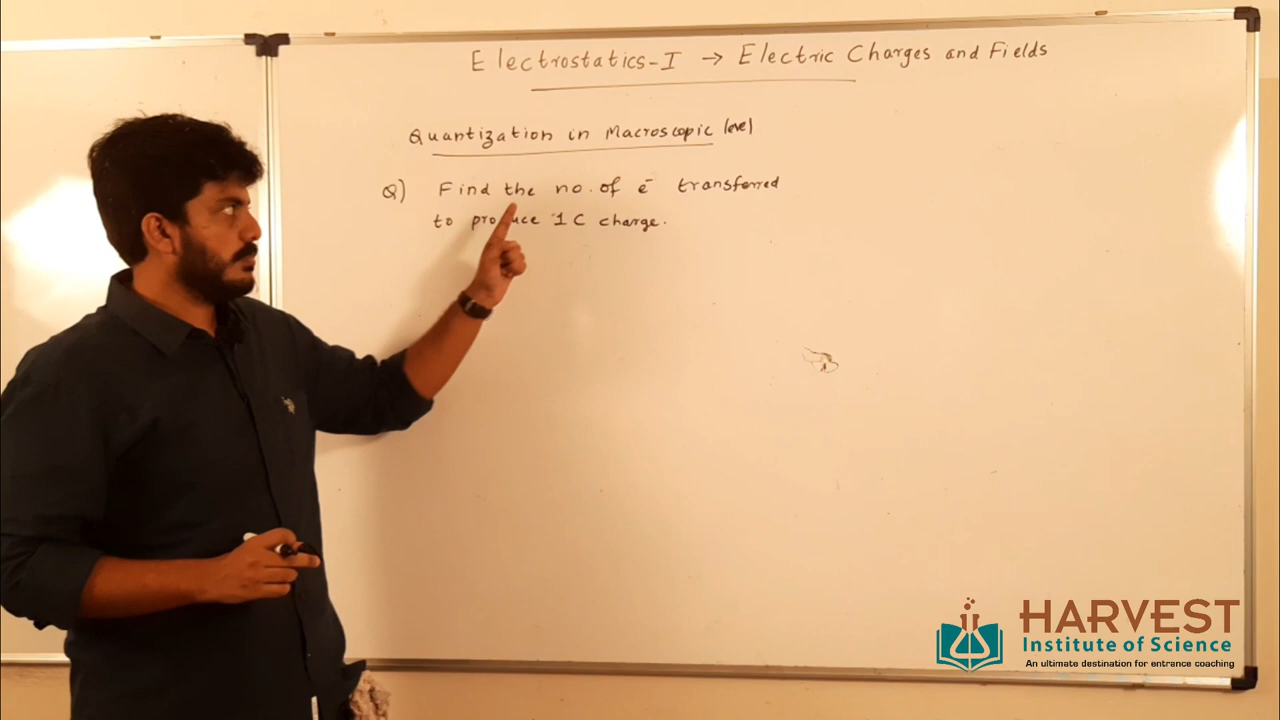 Electrostatics-I → Electric Charges and Fields
Quantization in Macroscopic level
Q) Find the no. of e⁻ transferred
to produce 1 C charge.
HARVEST
Institute of Science
An ultimate destination for entrance coaching